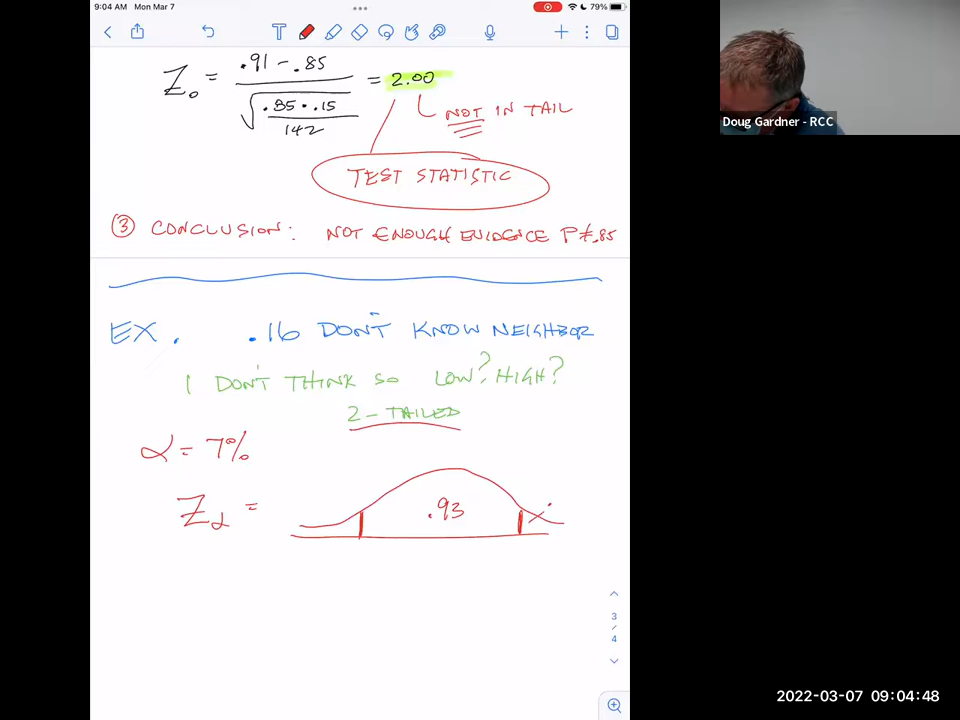 9:04 AM Mon Mar 7
79%
Z₀ = .91 - .85 / √(.85 · .15 / 142) = 2.00
NOT IN TAIL
TEST STATISTIC
③ CONCLUSION: NOT ENOUGH EVIDENCE P ≠ .85
EX. .16 DON'T KNOW NEIGHBOR
I DON'T THINK SO LOW? HIGH?
2-TAILED
α = 7%
Zα =
.93
3
/
4
Doug Gardner - RCC
2022-03-07 09:04:48